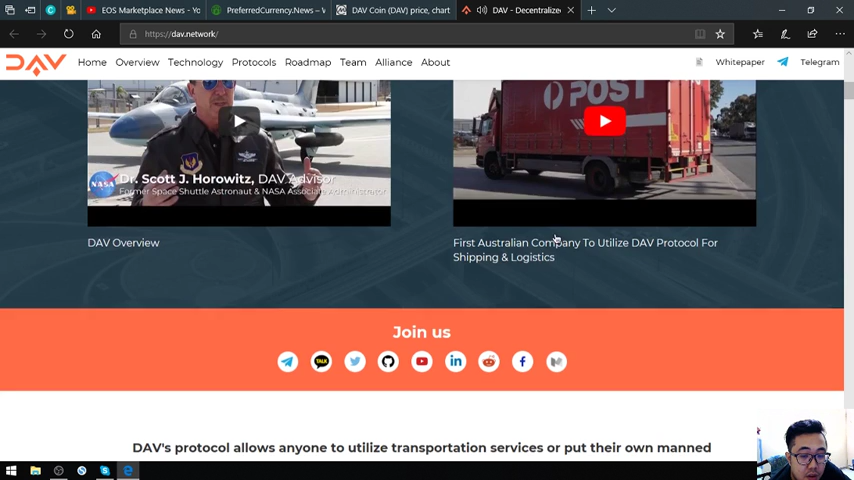 EOS Marketplace News - Yo
PreferredCurrency.News – V
DAV Coin (DAV) price, chart
DAV - Decentralize
https://dav.network/
DAV
Home
Overview
Technology
Protocols
Roadmap
Team
Alliance
About
Whitepaper
Telegram
POST
NASA
Dr. Scott J. Horowitz, DAV Advisor
Former Space Shuttle Astronaut & NASA Associate Administrator
DAV Overview
First Australian Company To Utilize DAV Protocol For
Shipping & Logistics
Join us
TALK
DAV's protocol allows anyone to utilize transportation services or put their own manned